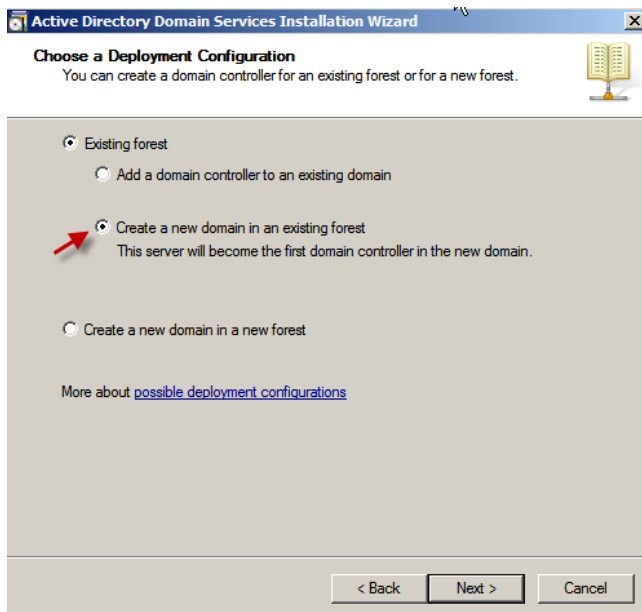 Active Directory Domain Services Installation Wizard
Choose a Deployment Configuration
You can create a domain controller for an existing forest or for a new forest.
Existing forest
Add a domain controller to an existing domain
Create a new domain in an existing forest
This server will become the first domain controller in the new domain.
Create a new domain in a new forest
More about possible deployment configurations
< Back Next > Cancel